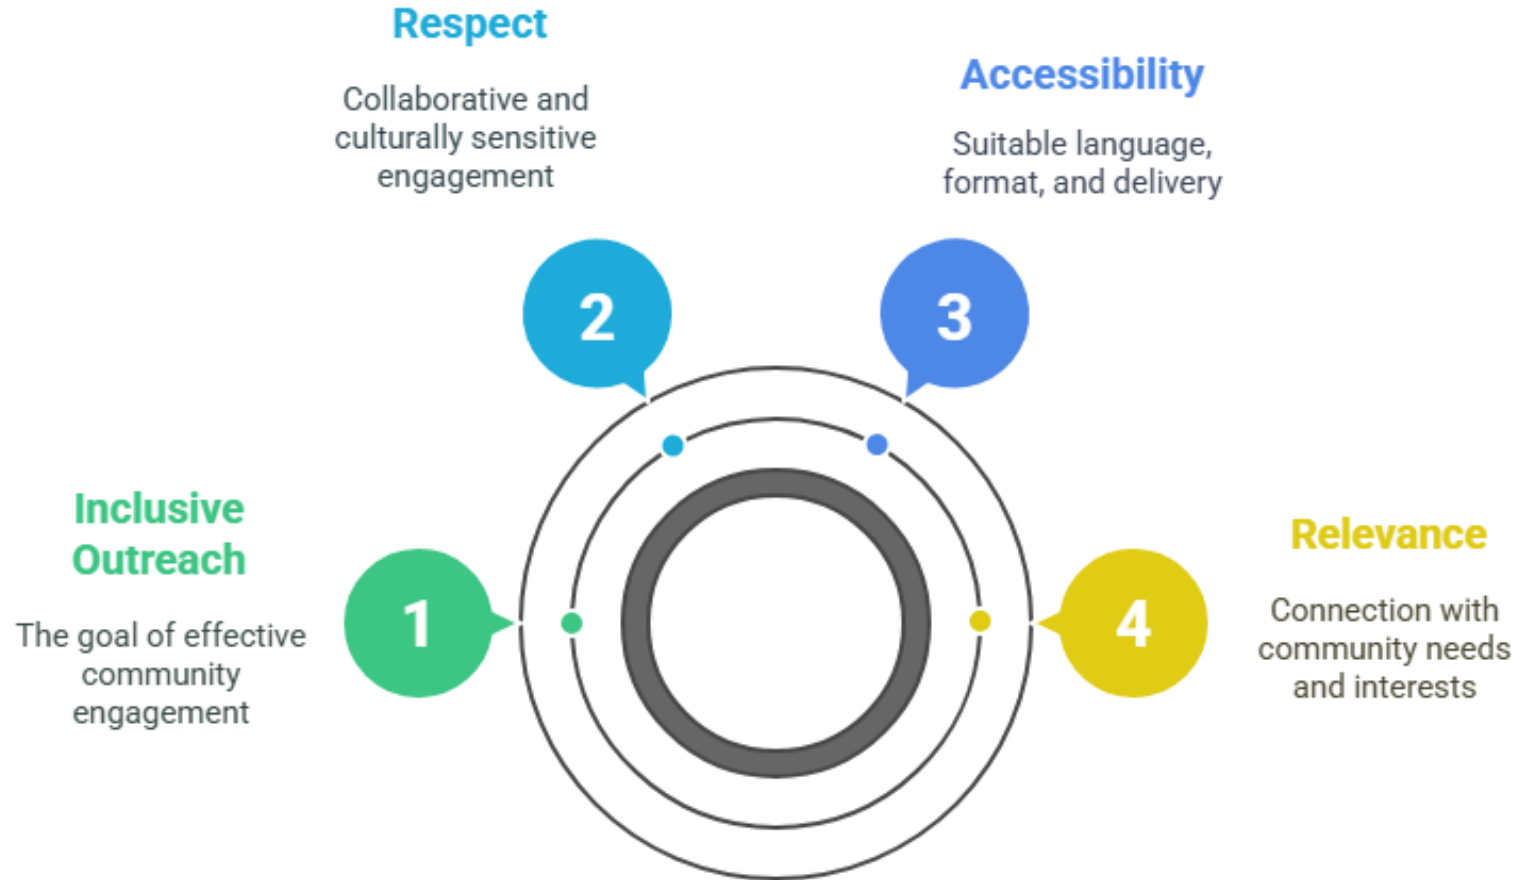 Respect
Collaborative and
culturally sensitive
engagement
Accessibility
Suitable language,
format, and delivery
2
3
Inclusive
Outreach
The goal of effective
community
engagement
1
4
Relevance
Connection with
community needs
and interests